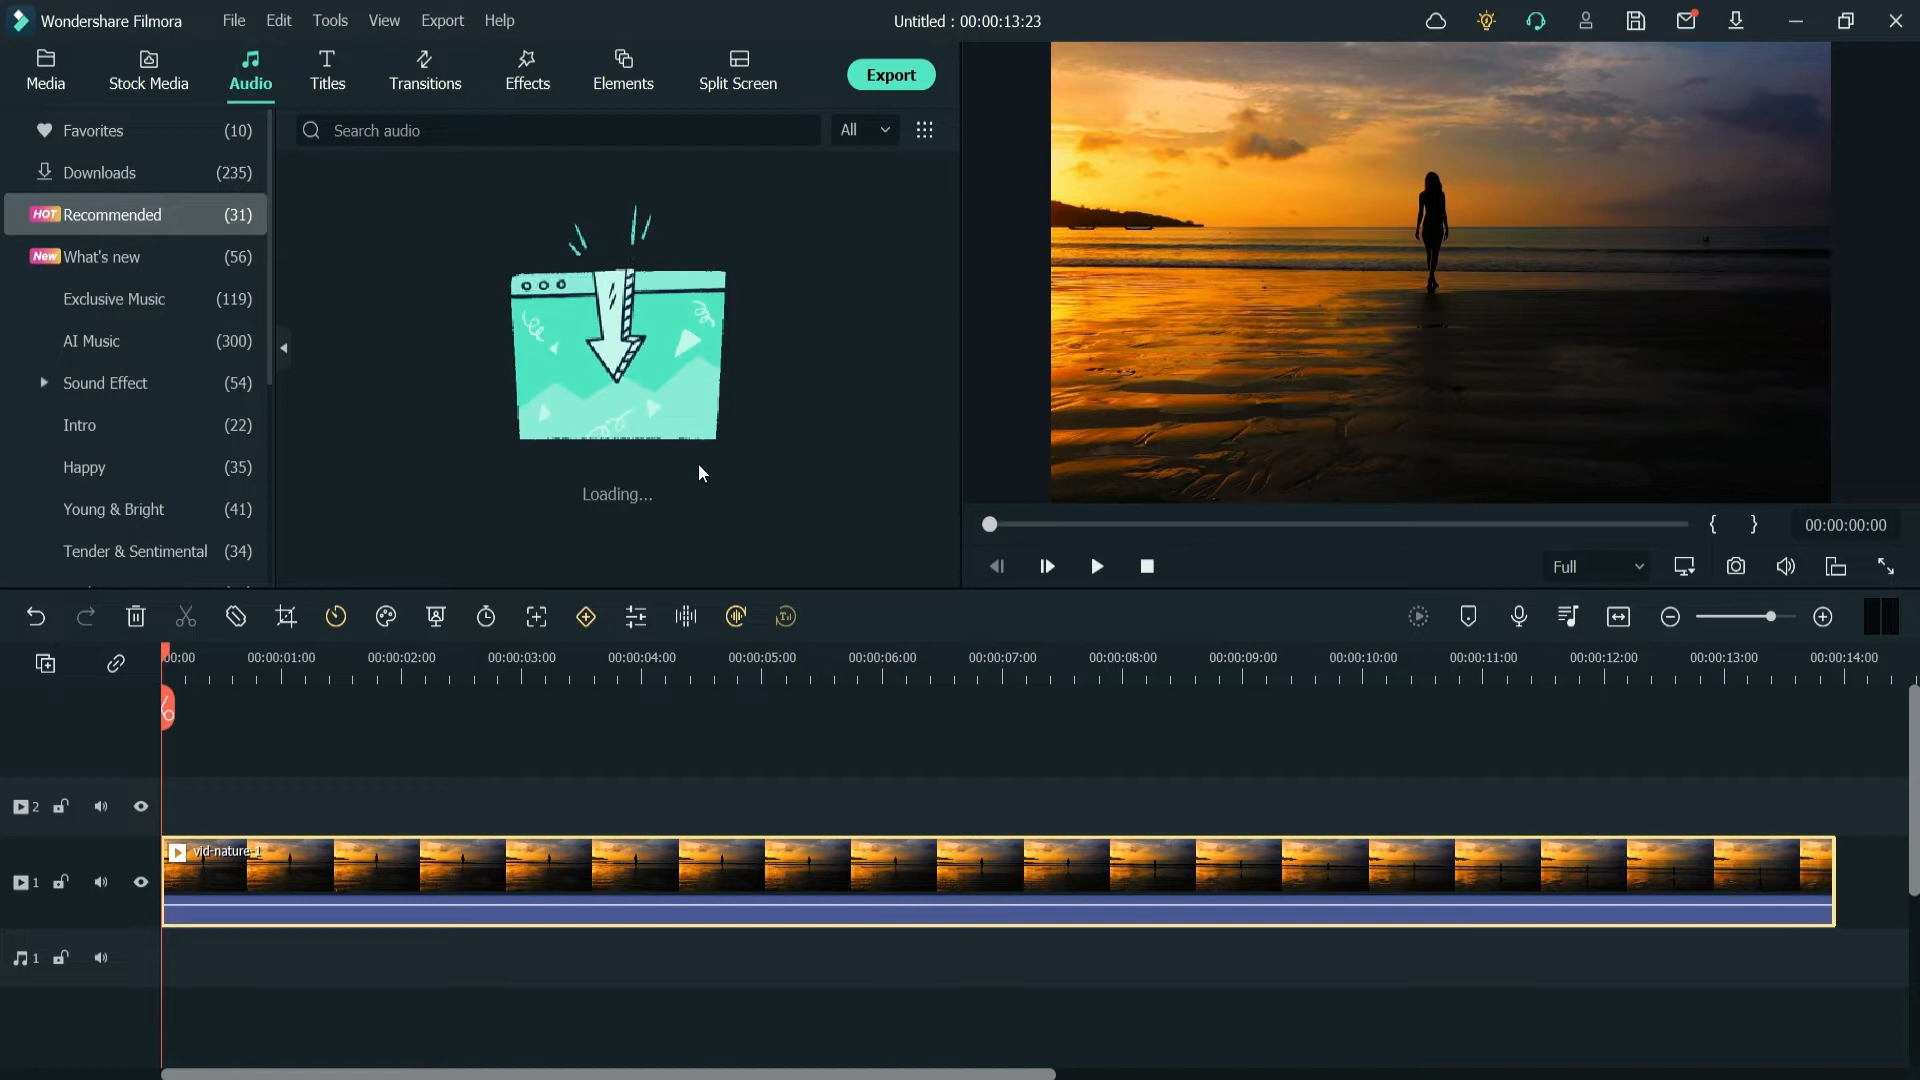 Wondershare Filmora File Edit Tools View Export Help Untitled : 00:00:13:23
Media Stock Media Audio Titles Transitions Effects Elements Split Screen Export
Favorites (10)
Search audio All
Downloads (235)
HOT Recommended (31)
New What's new (56)
Exclusive Music (119)
AI Music (300)
Sound Effect (54)
Intro (22)
Happy (35)
Young & Bright (41)
Tender & Sentimental (34)
Loading...
{ } 00:00:00:00
Full
00:00 00:00:01:00 00:00:02:00 00:00:03:00 00:00:04:00 00:00:05:00 00:00:06:00 00:00:07:00 00:00:08:00 00:00:09:00 00:00:10:00 00:00:11:00 00:00:12:00 00:00:13:00 00:00:14:00
2
vid-nature-1
1
1